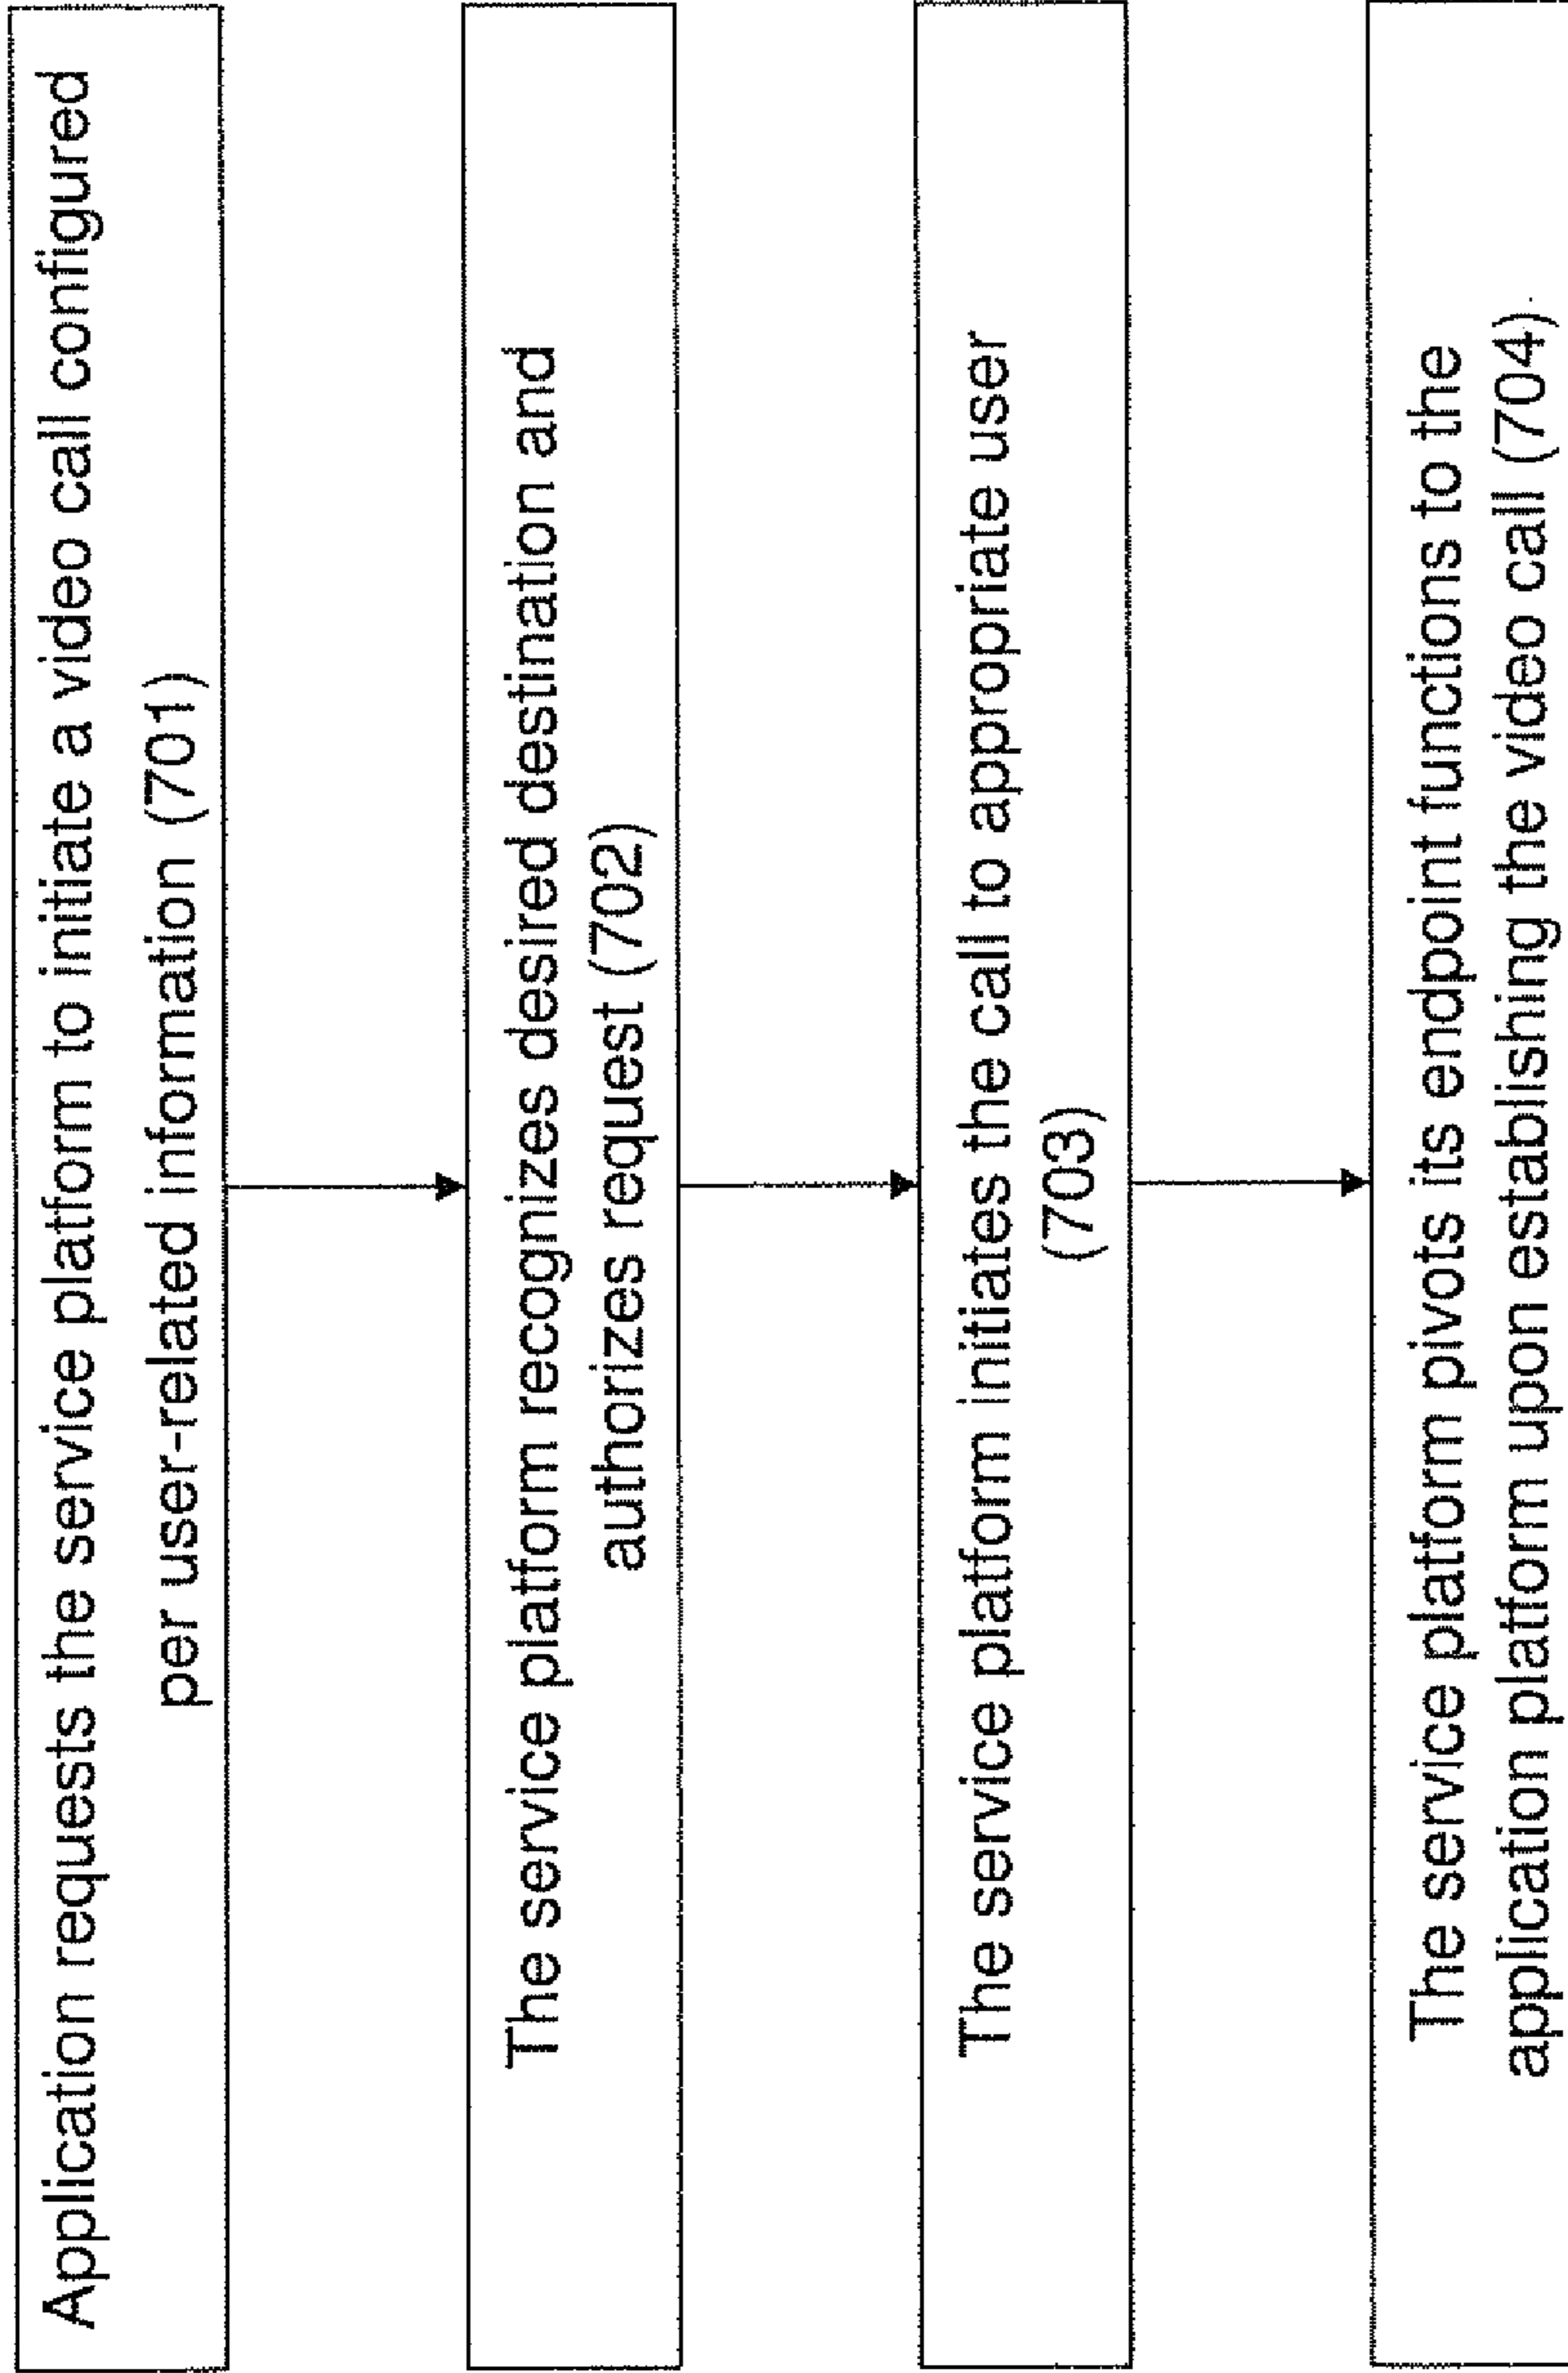 Application requests the service platform to initiate a video call configured
per user-related information (701)
The service platform recognizes desired destination and
authorizes request (702)
The service platform initiates the call to appropriate user
(703)
The service platform pivots its endpoint functions to the
application platform upon establishing the video call (704).